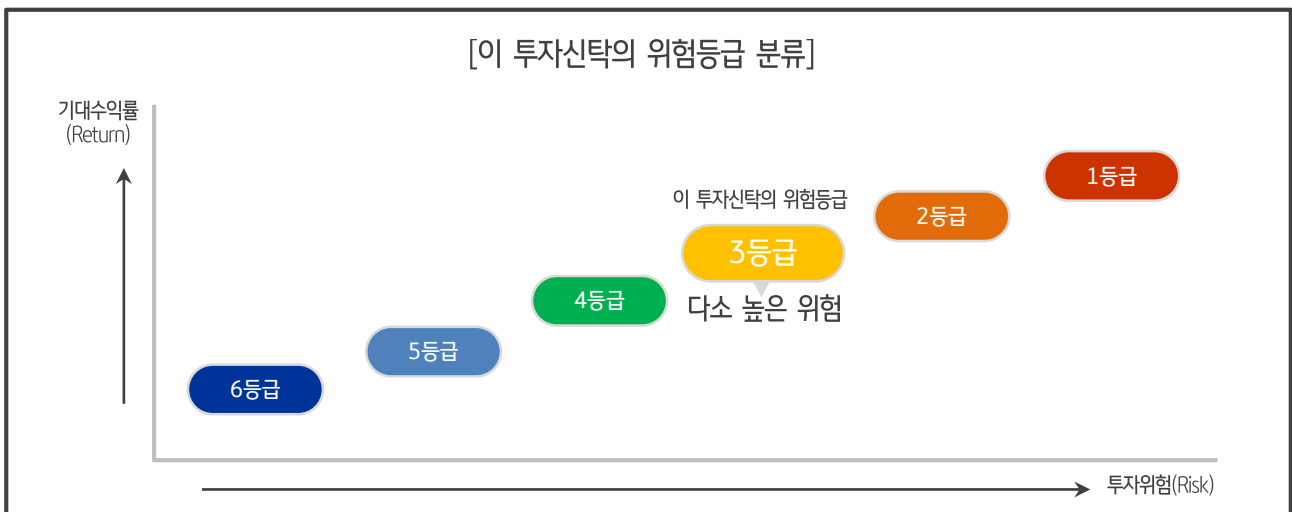 [이 투자신탁의 위험등급 분류]
기대수익률
(Return)
1등급
이 투자신탁의 위험등급
2등급
3등급
다소 높은 위험
4등급
5등급
6등급
투자위험(Risk)